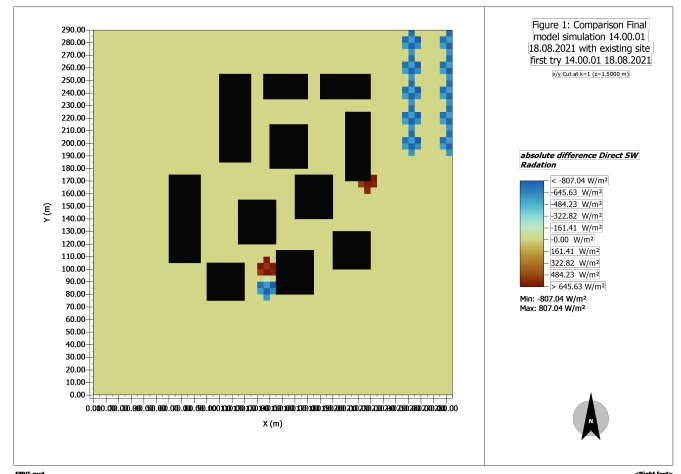 Figure 1: Comparison Final
model simulation 14.00.01
18.08.2021 with existing site
first try 14.00.01 18.08.2021
x/y Cut at k=1 (z=1.5000 m)
absolute difference Direct SW
Radation
< -807.04 W/m²
-645.63 W/m²
-484.23 W/m²
-322.82 W/m²
-161.41 W/m²
-0.00 W/m²
161.41 W/m²
322.82 W/m²
484.23 W/m²
> 645.63 W/m²
Min: -807.04 W/m²
Max: 807.04 W/m²
N
290.00
280.00
270.00
260.00
250.00
240.00
230.00
220.00
210.00
200.00
190.00
180.00
170.00
160.00
150.00
140.00
130.00
120.00
110.00
100.00
90.00
80.00
70.00
60.00
50.00
40.00
30.00
20.00
10.00
0.00
Y (m)
X (m)
<Right foot>